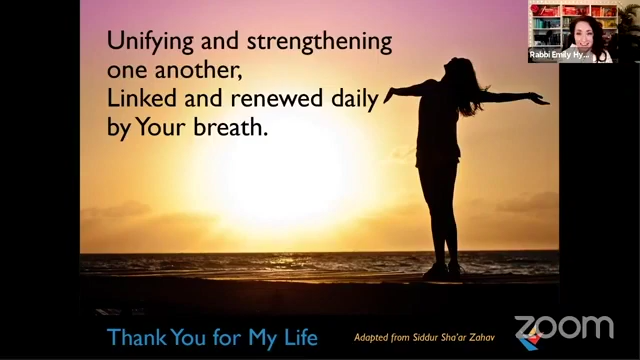 Unifying and strengthening
one another,
Linked and renewed daily
by Your breath.
Rabbi Emily Hy...
Thank You for My Life
Adapted from Siddur Sha'ar Zahav
zoom